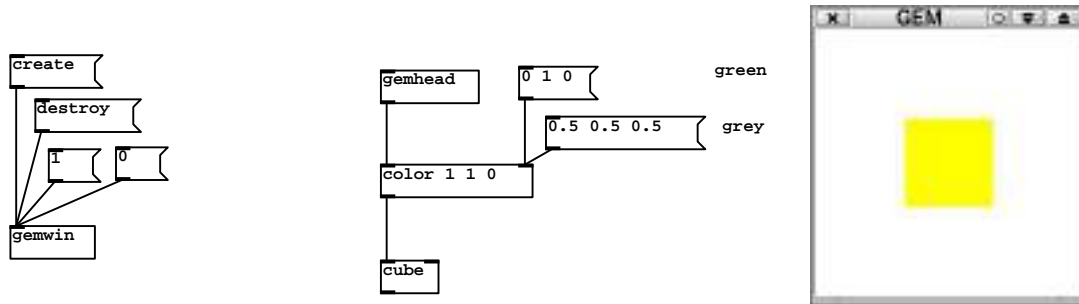 create
destroy
1
0
gemwin
gemhead
0 1 0
green
0.5 0.5 0.5
grey
color 1 1 0
cube
GEM